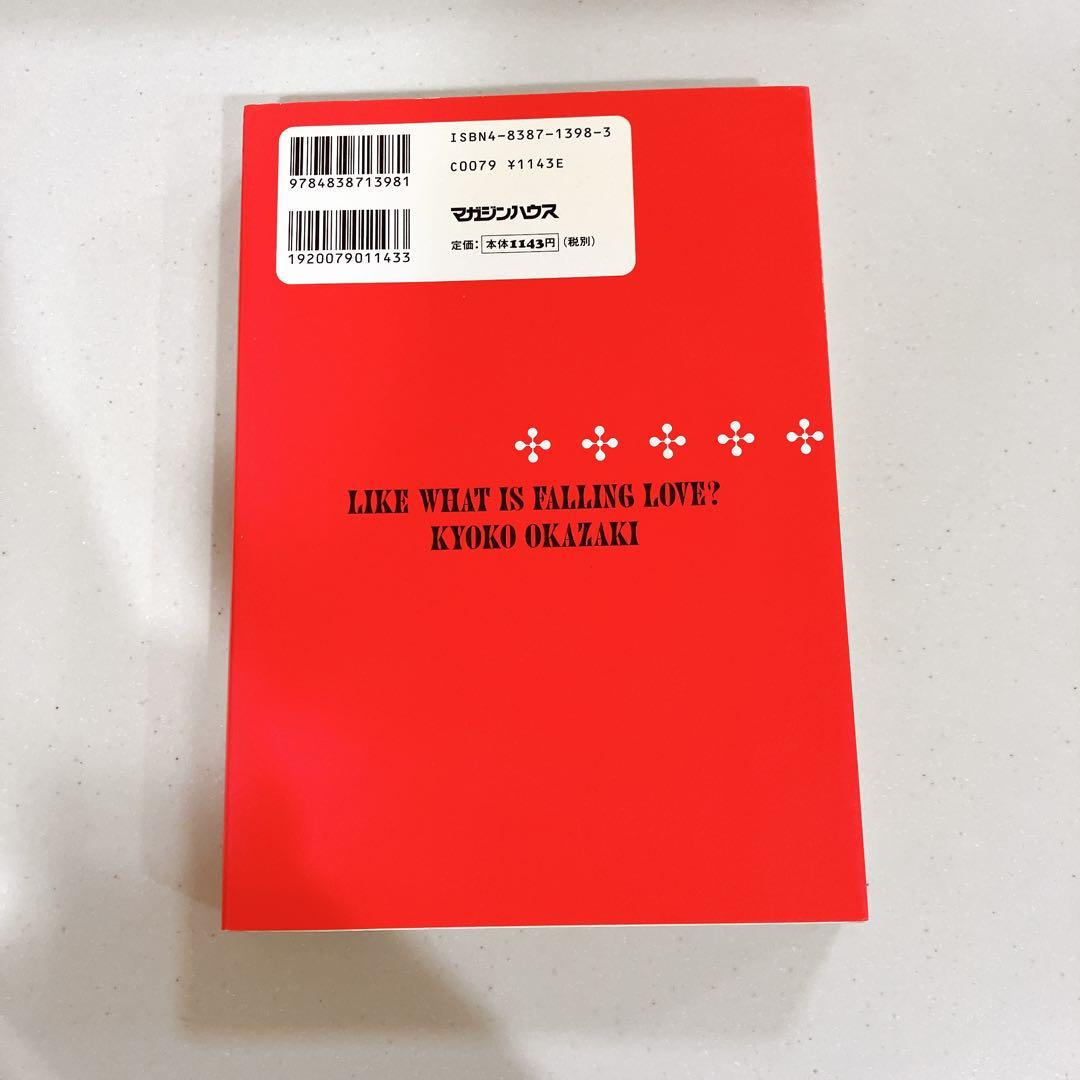 ISBN4-8387-1398-3
C0079 ¥1143E
9784838713981
マガジンハウス
定価：本体1143円（税別）
1920079011433
LIKE WHAT IS FALLING LOVE?
KYOKO OKAZAKI